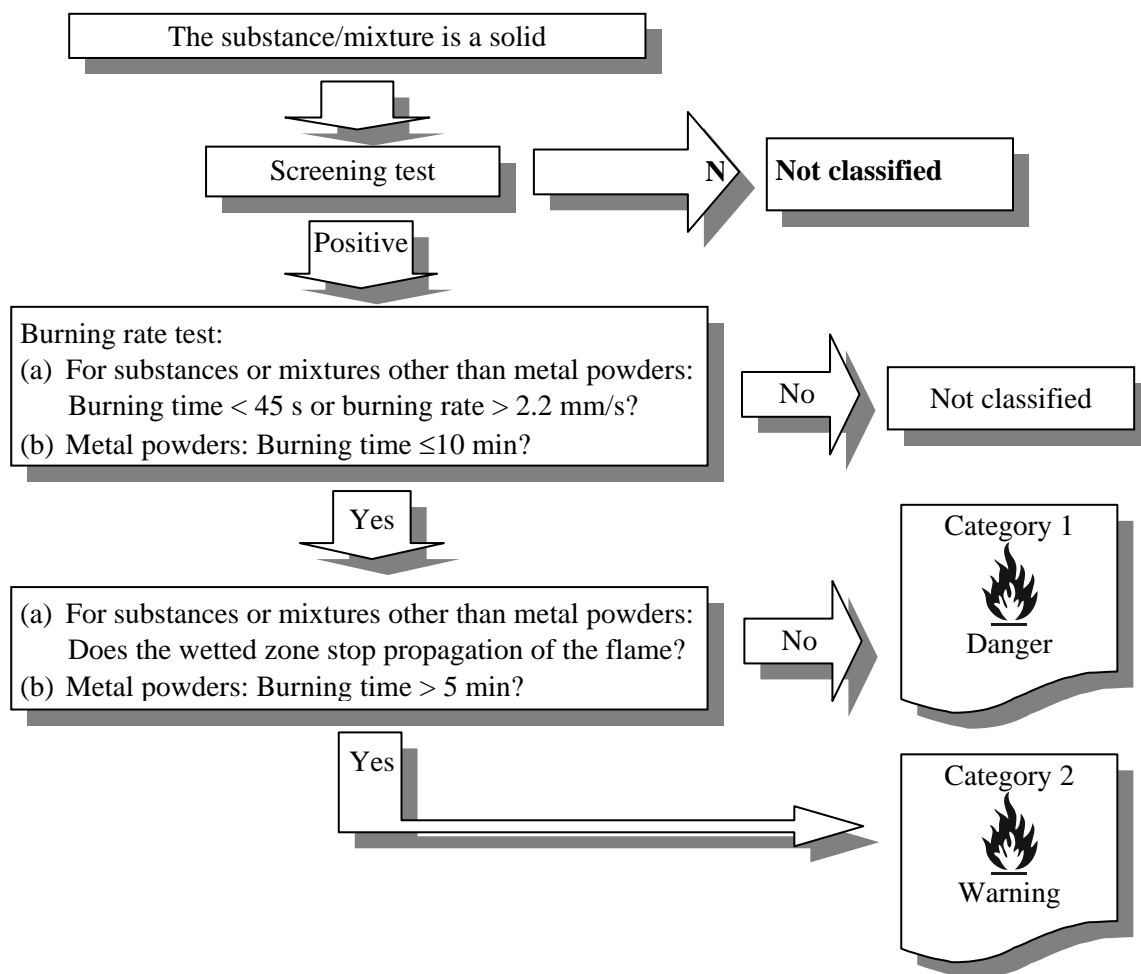 The substance/mixture is a solid
Screening test
N
Not classified
Positive
Burning rate test:
(a) For substances or mixtures other than metal powders:
Burning time < 45 s or burning rate > 2.2 mm/s?
(b) Metal powders: Burning time ≤10 min?
No
Not classified
Yes
Category 1
Danger
(a) For substances or mixtures other than metal powders:
Does the wetted zone stop propagation of the flame?
(b) Metal powders: Burning time > 5 min?
No
Yes
Category 2
Warning